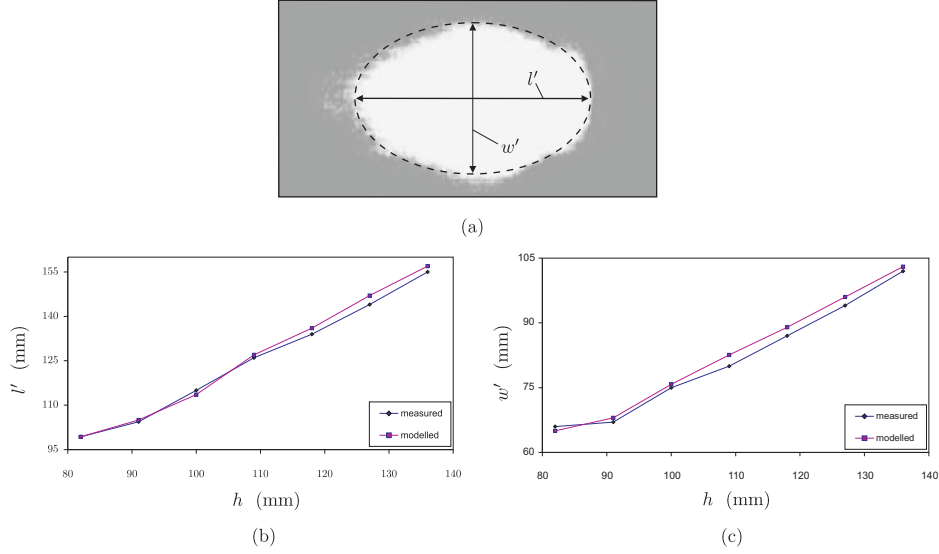 l′
w′
(a)
155
140
125
110
95
80
90
100
110
120
130
140
l′ (mm)
h (mm)
measured
modelled
(b)
105
90
75
60
80
90
100
110
120
130
140
w′ (mm)
h (mm)
measured
modelled
(c)